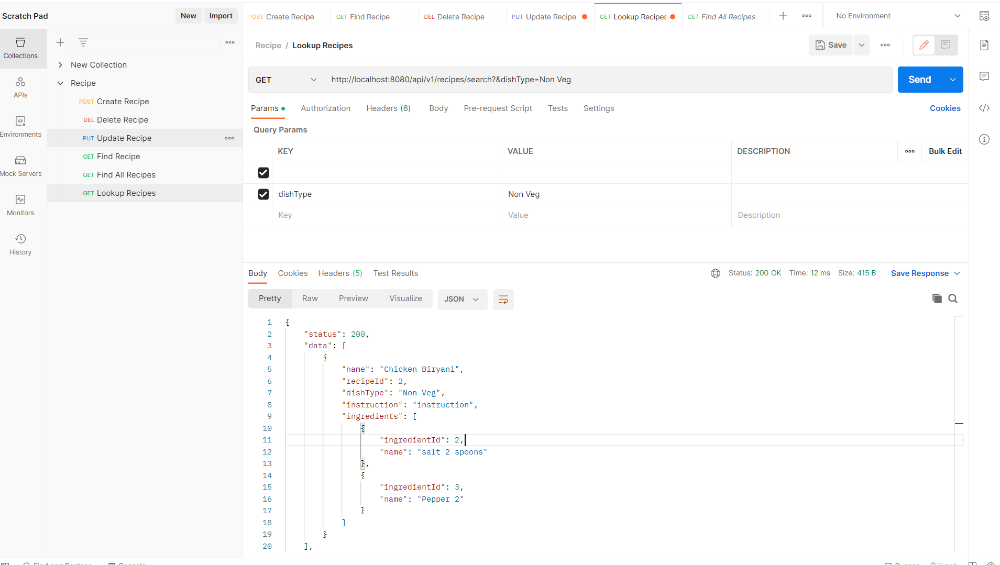 Scratch Pad
New
Import
POST Create Recipe
GET Find Recipe
DEL Delete Recipe
PUT Update Recipe
GET Lookup Recipes
GET Find All Recipes
No Environment
Collections
APIs
Environments
Mock Servers
Monitors
History
New Collection
Recipe
POST Create Recipe
DEL Delete Recipe
PUT Update Recipe
GET Find Recipe
GET Find All Recipes
GET Lookup Recipes
Recipe / Lookup Recipes
Save
GET
http://localhost:8080/api/v1/recipes/search?&dishType=Non Veg
Send
Params
Authorization
Headers (6)
Body
Pre-request Script
Tests
Settings
Cookies
Query Params
KEY
VALUE
DESCRIPTION
Bulk Edit
dishType
Non Veg
Key
Value
Description
Body
Cookies
Headers (5)
Test Results
Status: 200 OK
Time: 12 ms
Size: 415 B
Save Response
Pretty
Raw
Preview
Visualize
JSON
1 {
2 "status": 200,
3 "data": [
4 {
5 "name": "Chicken Biryani",
6 "recipeId": 2,
7 "dishType": "Non Veg",
8 "instruction": "instruction",
9 "ingredients": [
10 {
11 "ingredientId": 2,
12 "name": "salt 2 spoons"
13 },
14 {
15 "ingredientId": 3,
16 "name": "Pepper 2"
17 }
18 ]
19 }
20 ],
Find and Replace
Console
Runner
Trash